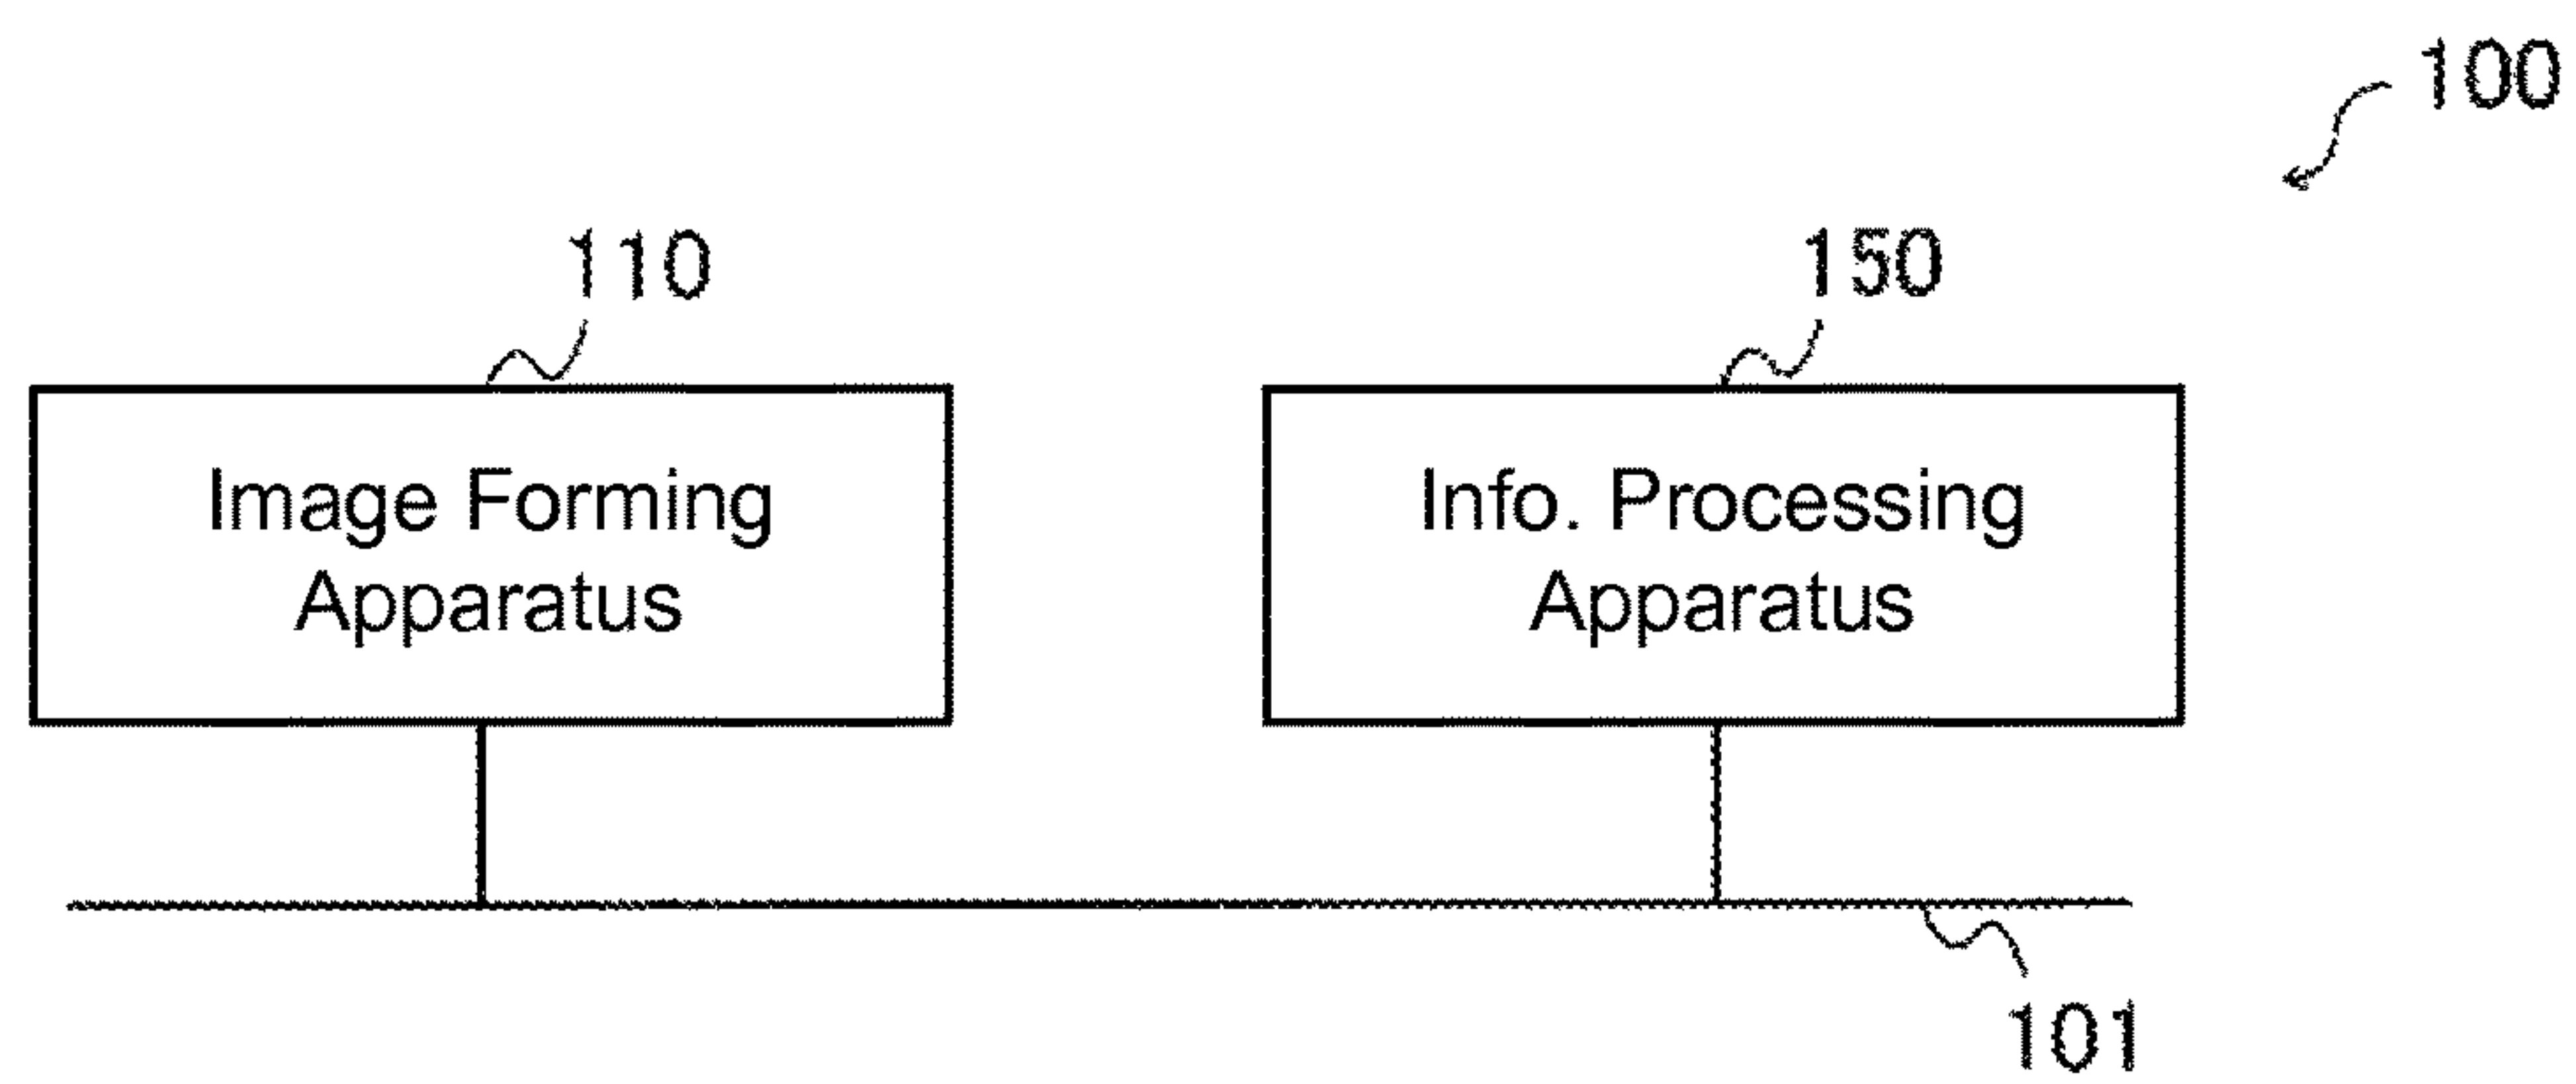 100
110
150
Image Forming
Apparatus
Info. Processing
Apparatus
101